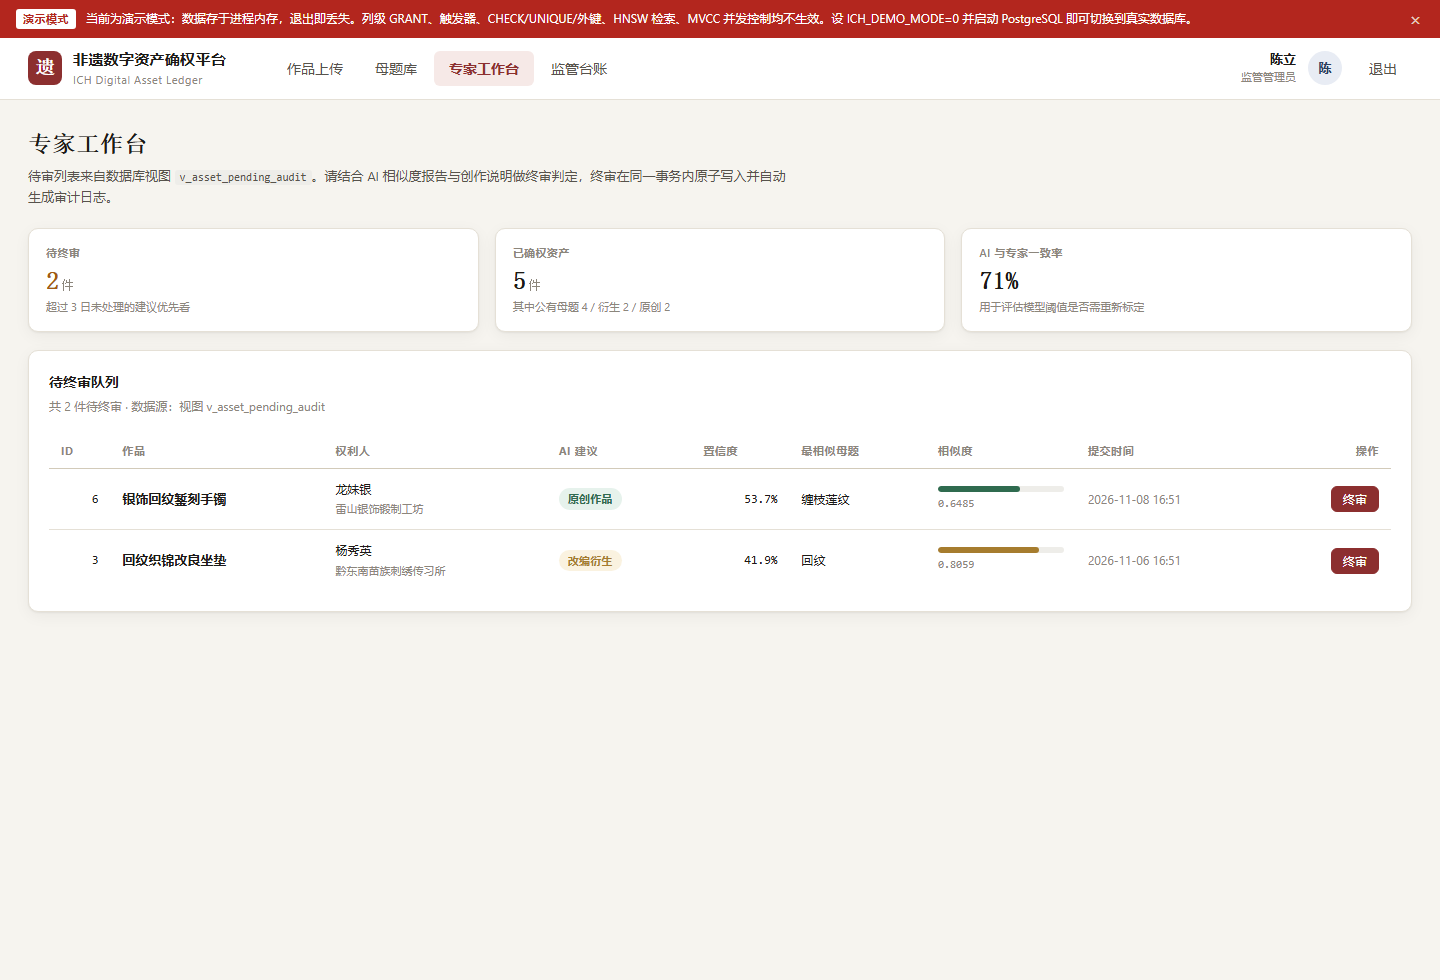 演示模式 当前为演示模式：数据存于进程内存，退出即丢失。列级 GRANT、触发器、CHECK/UNIQUE/外键、HNSW 检索、MVCC 并发控制均不生效。设 ICH_DEMO_MODE=0 并启动 PostgreSQL 即可切换到真实数据库。 ×
遗 非遗数字资产确权平台
ICH Digital Asset Ledger
作品上传 母题库 专家工作台 监管台账
陈立
监管管理员
陈 退出
专家工作台
待审列表来自数据库视图 v_asset_pending_audit 。请结合 AI 相似度报告与创作说明做终审判定，终审在同一事务内原子写入并自动
生成审计日志。
待终审
2 件
超过 3 日未处理的建议优先看
已确权资产
5 件
其中公有母题 4 / 衍生 2 / 原创 2
AI 与专家一致率
71%
用于评估模型阈值是否需重新标定
待终审队列
共 2 件待终审 · 数据源：视图 v_asset_pending_audit
ID 作品 权利人 AI 建议 置信度 最相似母题 相似度 提交时间 操作
6 银饰回纹錾刻手镯 龙妹银 原创作品 53.7% 缠枝莲纹 0.6485 2026-11-08 16:51 终审
雷山银饰锻制工坊
3 回纹织锦改良坐垫 杨秀英 改编衍生 41.9% 回纹 0.8059 2026-11-06 16:51 终审
黔东南苗族刺绣传习所